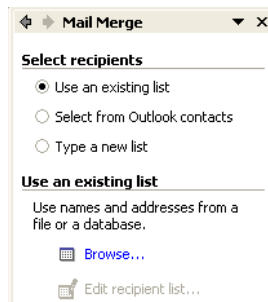 Mail Merge
Select recipients
Use an existing list
Select from Outlook contacts
Type a new list
Use an existing list
Use names and addresses from a
file or a database.
Browse...
Edit recipient list...